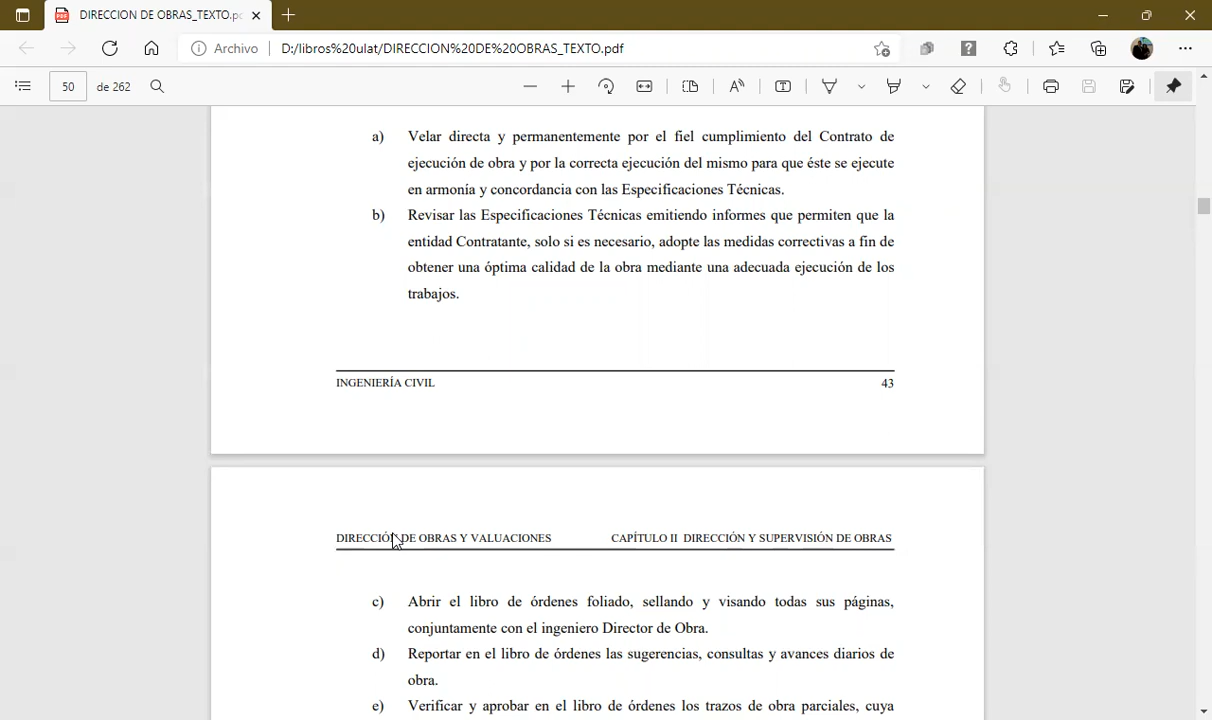 DIRECCION DE OBRAS_TEXTO.pd
Archivo D:/libros%20ulat/DIRECCION%20DE%20OBRAS_TEXTO.pdf
50 de 262
a) Velar directa y permanentemente por el fiel cumplimiento del Contrato de
ejecución de obra y por la correcta ejecución del mismo para que éste se ejecute
en armonía y concordancia con las Especificaciones Técnicas.
b) Revisar las Especificaciones Técnicas emitiendo informes que permiten que la
entidad Contratante, solo si es necesario, adopte las medidas correctivas a fin de
obtener una óptima calidad de la obra mediante una adecuada ejecución de los
trabajos.
INGENIERÍA CIVIL 43
DIRECCIÓN DE OBRAS Y VALUACIONES CAPÍTULO II DIRECCIÓN Y SUPERVISIÓN DE OBRAS
c) Abrir el libro de órdenes foliado, sellando y visando todas sus páginas,
conjuntamente con el ingeniero Director de Obra.
d) Reportar en el libro de órdenes las sugerencias, consultas y avances diarios de
obra.
e) Verificar y aprobar en el libro de órdenes los trazos de obra parciales, cuya